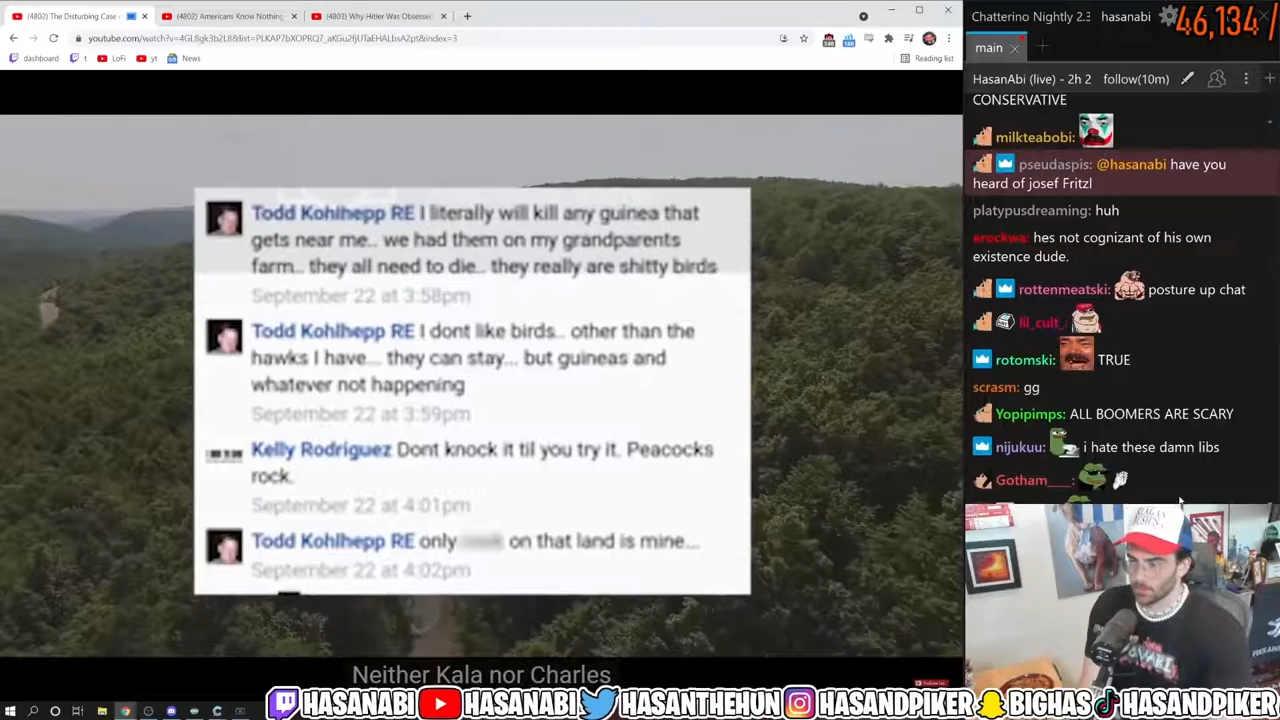 (4802) The Disturbing Case
(4802) Americans Know Nothing
(4803) Why Hitler Was Obsessed
youtube.com/watch?v=4GL8gk3b2L8&list=PLKAP7bXOPRQ7_aKGu2fjUTaEHALbsA2pt&index=3
dashboard
t
LoFi
yt
News
Reading list
Todd Kohlhepp RE I literally will kill any guinea that
gets near me.. we had them on my grandparents
farm.. they all need to die.. they really are shitty birds
September 22 at 3:58pm
Todd Kohlhepp RE I dont like birds.. other than the
hawks I have... they can stay... but guineas and
whatever not happening
September 22 at 3:59pm
Kelly Rodriguez Dont knock it til you try it. Peacocks
rock.
September 22 at 4:01pm
Todd Kohlhepp RE only on that land is mine...
September 22 at 4:02pm
Neither Kala nor Charles
Chatterino Nightly 2.3
hasanabi
46,134 /
main
HasanAbi (live) - 2h 2
follow(10m)
CONSERVATIVE
milkteabobi:
pseudaspis: @hasanabi have you
heard of josef Fritzl
platypusdreaming: huh
erockwa: hes not cognizant of his own
existence dude.
rottenmeatski: posture up chat
lil_cult_:
rotomski: TRUE
scrasm: gg
Yopipimps: ALL BOOMERS ARE SCARY
nijukuu: i hate these damn libs
Gotham___:
HASANABI
HASANABI
HASANTHEHUN
HASANDPIKER
BIGHAS
HASANDPIKER